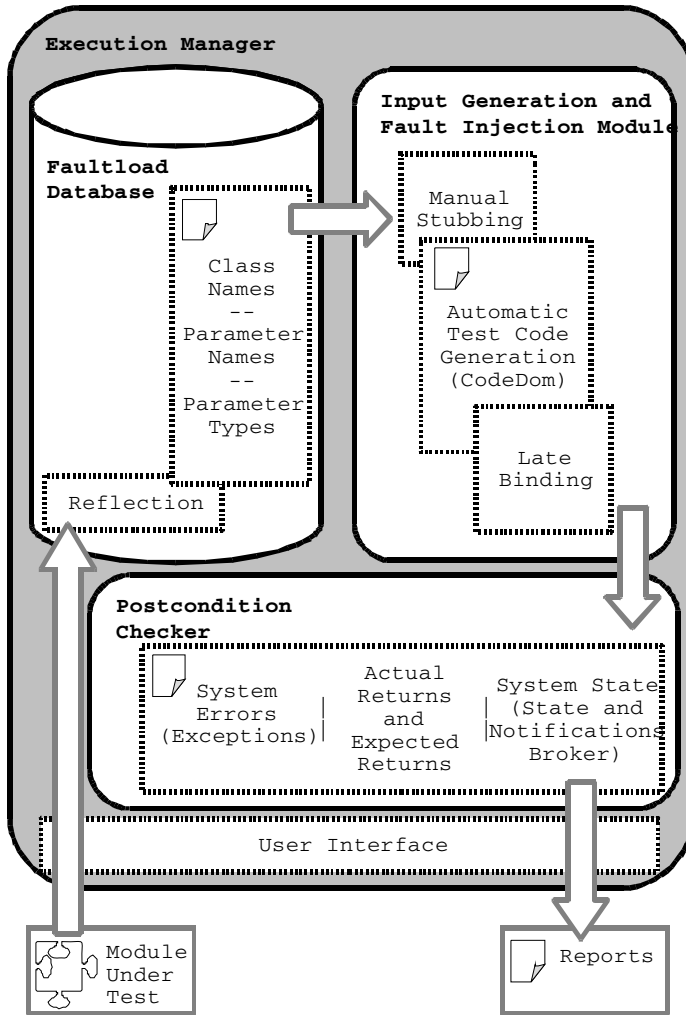 Execution Manager
Faultload
Database
Class
Names
--
Parameter
Names
--
Parameter
Types
Reflection
Input Generation and
Fault Injection Module
Manual
Stubbing
Automatic
Test Code
Generation
(CodeDom)
Late
Binding
Postcondition
Checker
System
Errors
(Exceptions)
Actual
Returns
and
Expected
Returns
System State
(State and
Notifications
Broker)
User Interface
Module
Under
Test
Reports